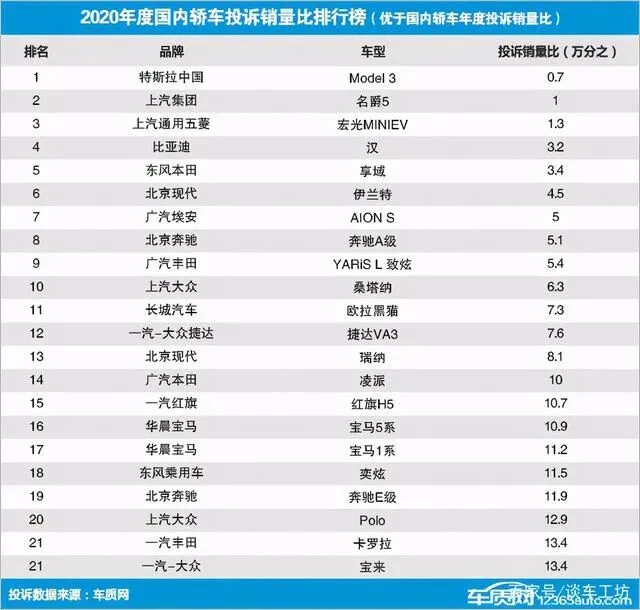 2020年度国内轿车投诉销量比排行榜（优于国内轿车年度投诉销量比）
排名 品牌 车型 投诉销量比（万分之）
1 特斯拉中国 Model 3 0.7
2 上汽集团 名爵5 1
3 上汽通用五菱 宏光MINIEV 1.3
4 比亚迪 汉 3.2
5 东风本田 享域 3.4
6 北京现代 伊兰特 4.5
7 广汽埃安 AION S 5
8 北京奔驰 奔驰A级 5.1
9 广汽丰田 YARiS L 致炫 5.4
10 上汽大众 桑塔纳 6.3
11 长城汽车 欧拉黑猫 7.3
12 一汽-大众捷达 捷达VA3 7.6
13 北京现代 瑞纳 8.1
14 广汽本田 凌派 10
15 一汽红旗 红旗H5 10.7
16 华晨宝马 宝马5系 10.9
17 华晨宝马 宝马1系 11.2
18 东风乘用车 奕炫 11.5
19 北京奔驰 奔驰E级 11.9
20 上汽大众 Polo 12.9
21 一汽丰田 卡罗拉 13.4
21 一汽-大众 宝来 13.4
投诉数据来源：车质网
车质网 百家号/谈车工坊
12365auto.com